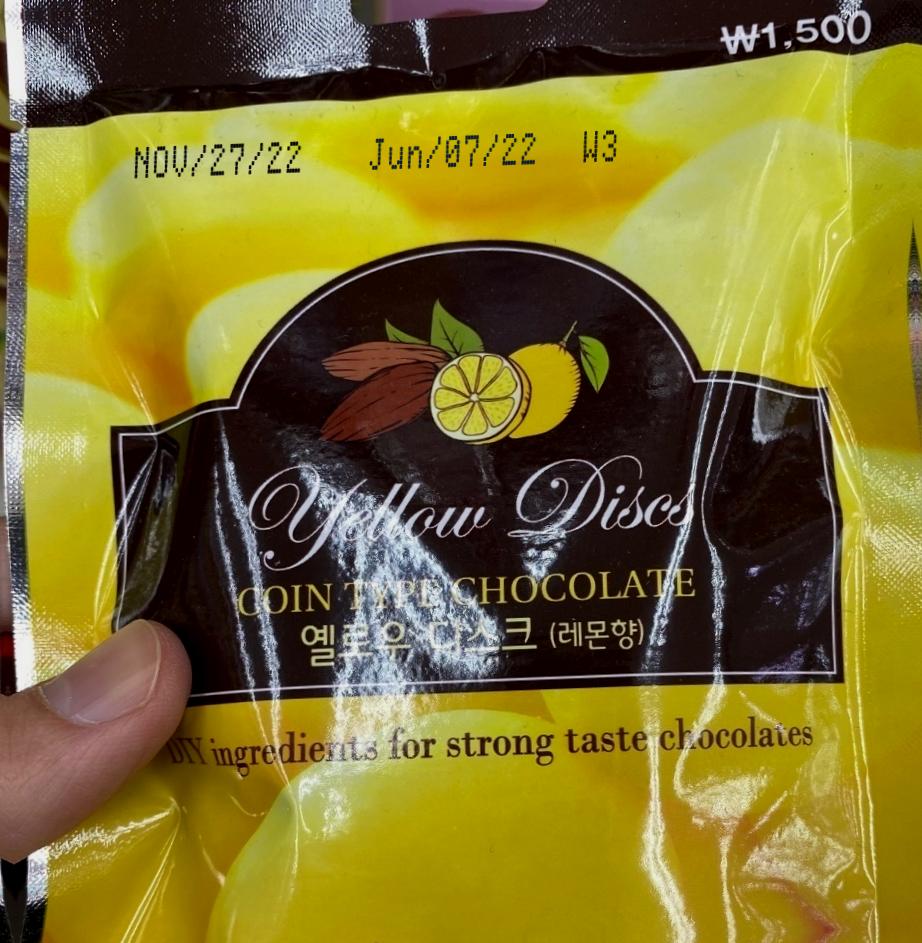 ₩1,500
NOV/27/22 Jun/07/22 W3
Yellow Discs
COIN TYPE CHOCOLATE
옐로우 디스크 (레몬향)
DIY ingredients for strong taste chocolates